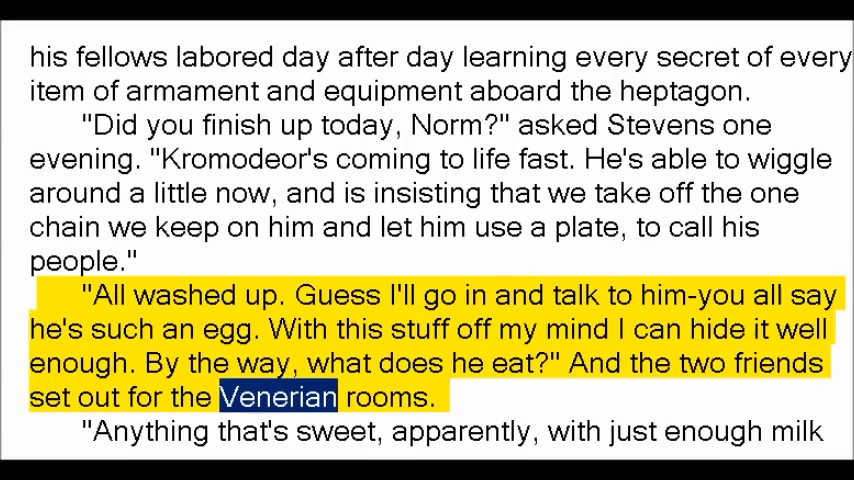 his fellows labored day after day learning every secret of every
item of armament and equipment aboard the heptagon.
"Did you finish up today, Norm?" asked Stevens one
evening. "Kromodeor's coming to life fast. He's able to wiggle
around a little now, and is insisting that we take off the one
chain we keep on him and let him use a plate, to call his
people."
"All washed up. Guess I'll go in and talk to him-you all say
he's such an egg. With this stuff off my mind I can hide it well
enough. By the way, what does he eat?" And the two friends
set out for the Venerian rooms.
"Anything that's sweet, apparently, with just enough milk